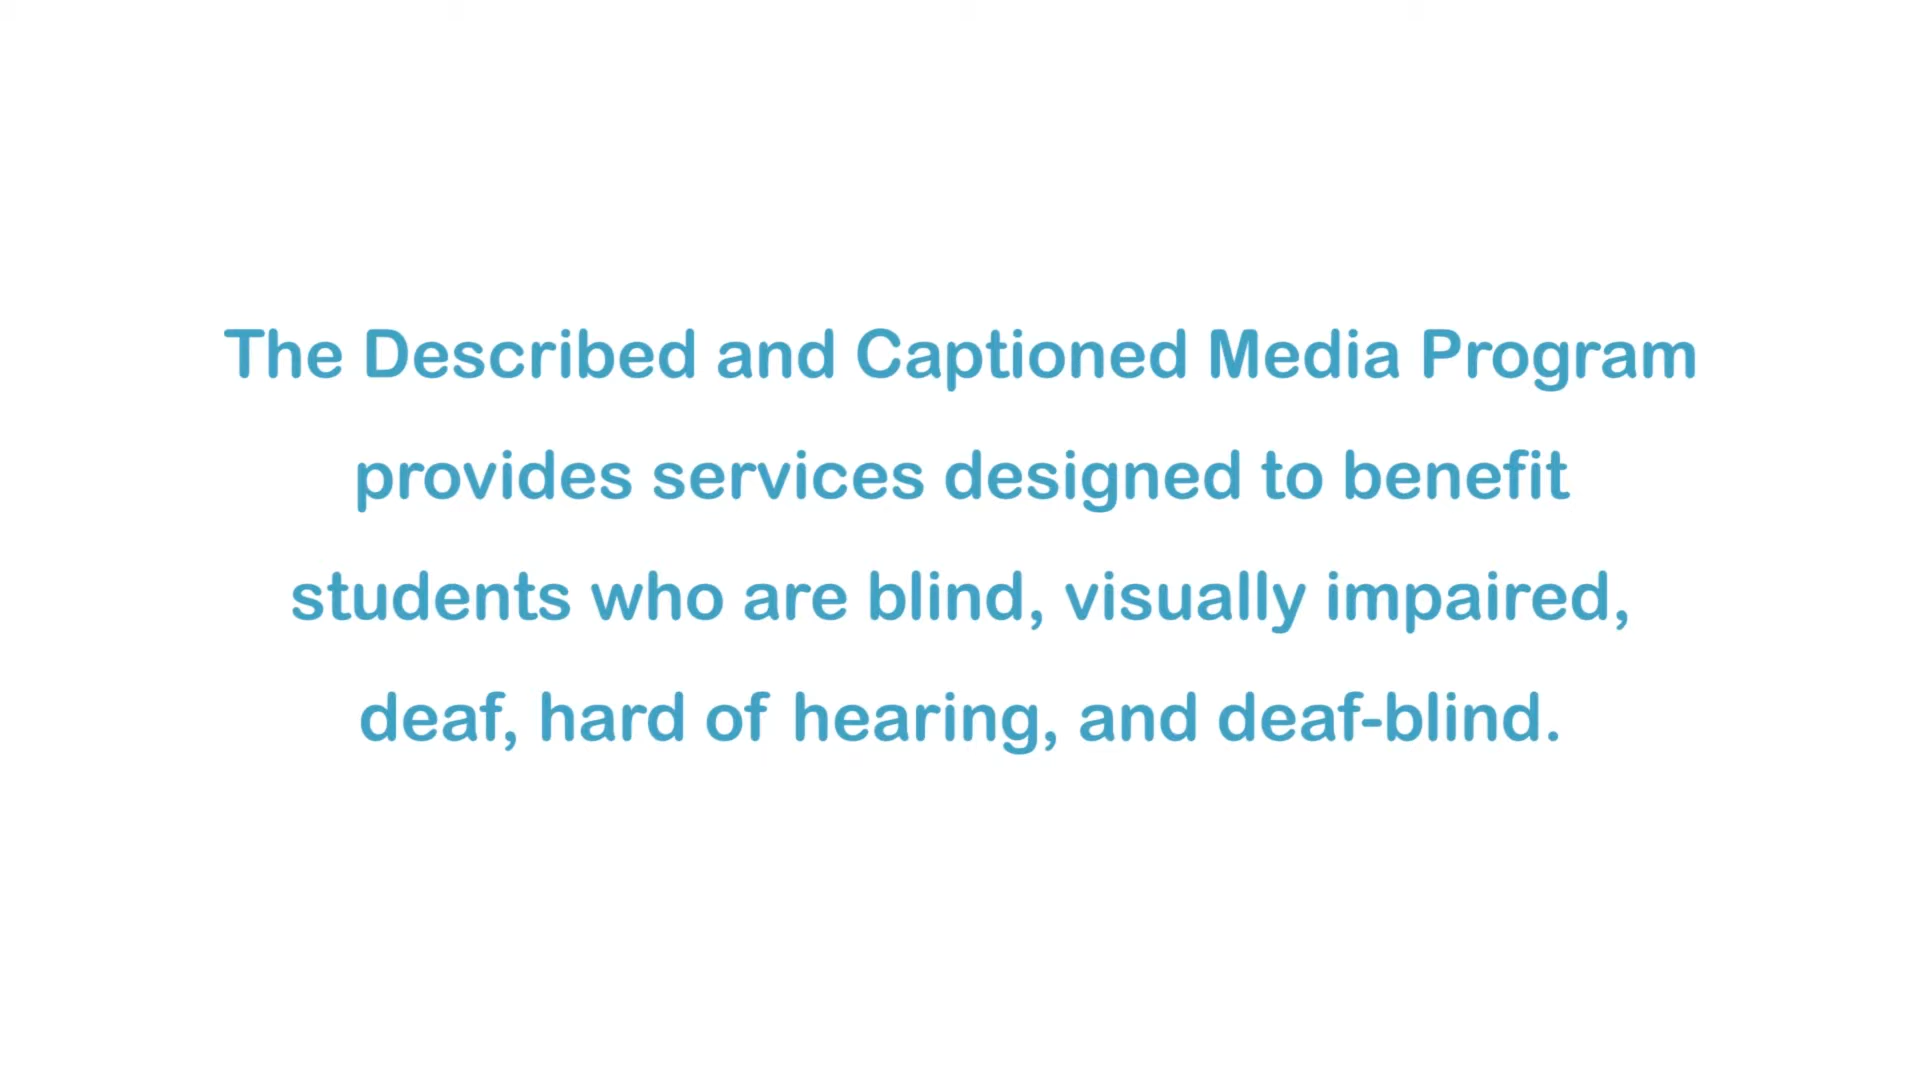 The Described and Captioned Media Program
provides services designed to benefit
students who are blind, visually impaired,
deaf, hard of hearing, and deaf-blind.